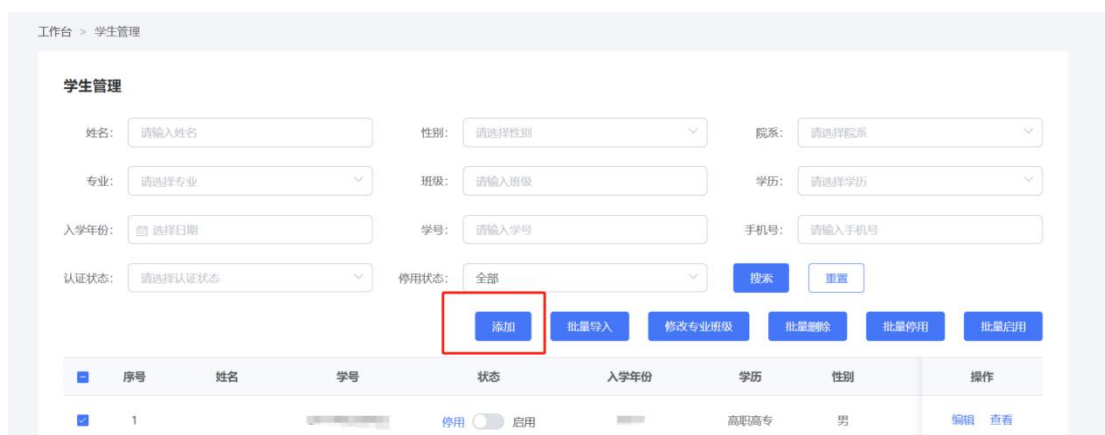 工作台 > 学生管理
学生管理
姓名： 请输入姓名 性别： 请选择性别 院系： 请选择院系
专业： 请选择专业 班级： 请输入班级 学历： 请选择学历
入学年份： 选择日期 学号： 请输入学号 手机号： 请输入手机号
认证状态： 请选择认证状态 停用状态： 全部 搜索 重置
添加 批量导入 修改专业班级 批量删除 批量停用 批量启用
序号 姓名 学号 状态 入学年份 学历 性别 操作
1 停用 启用 高职高专 男 编辑 查看